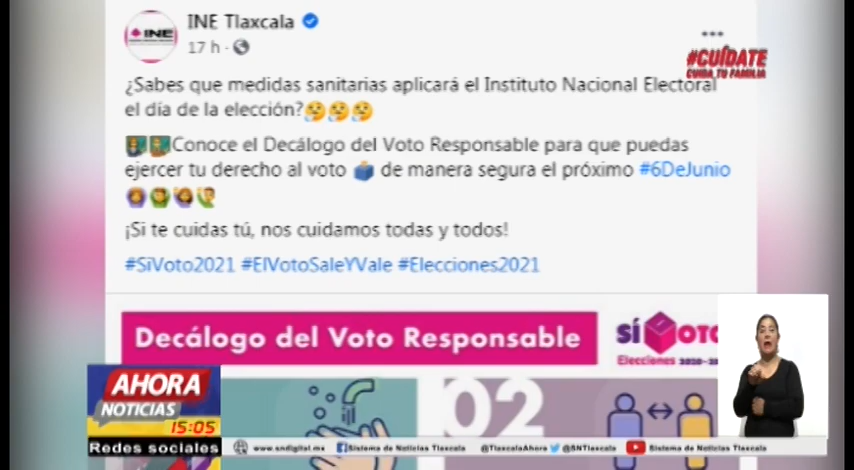 INE
INE Tlaxcala
17 h ·
#CUÍDATE
CUIDA TU FAMILIA
¿Sabes que medidas sanitarias aplicará el Instituto Nacional Electoral
el día de la elección?
Conoce el Decálogo del Voto Responsable para que puedas
ejercer tu derecho al voto de manera segura el próximo #6DeJunio
¡Si te cuidas tú, nos cuidamos todas y todos!
#SiVoto2021 #ElVotoSaleYVale #Elecciones2021
Decálogo del Voto Responsable
SÍ VOTO
Elecciones
02
AHORA
NOTICIAS
15:05
Redes sociales
www.sndigital.mx Sistema de Noticias Tlaxcala @TlaxcalaAhora @SNTlaxcala Sistema de Noticias Tlaxcala